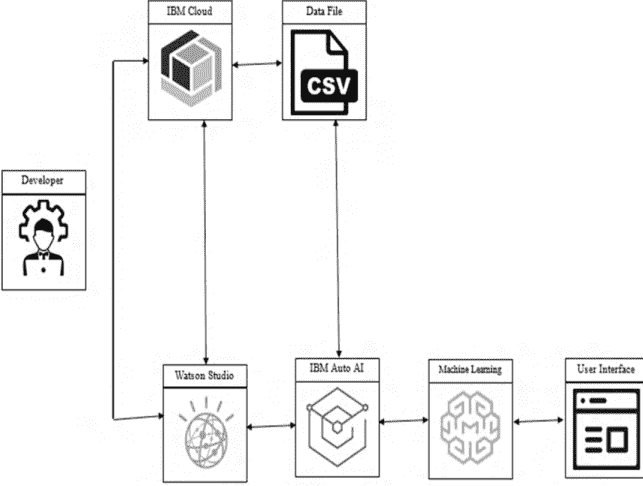 IBM Cloud
Data File
CSV
Developer
Watson Studio
IBM Auto AI
Machine Learning
User Interface
M